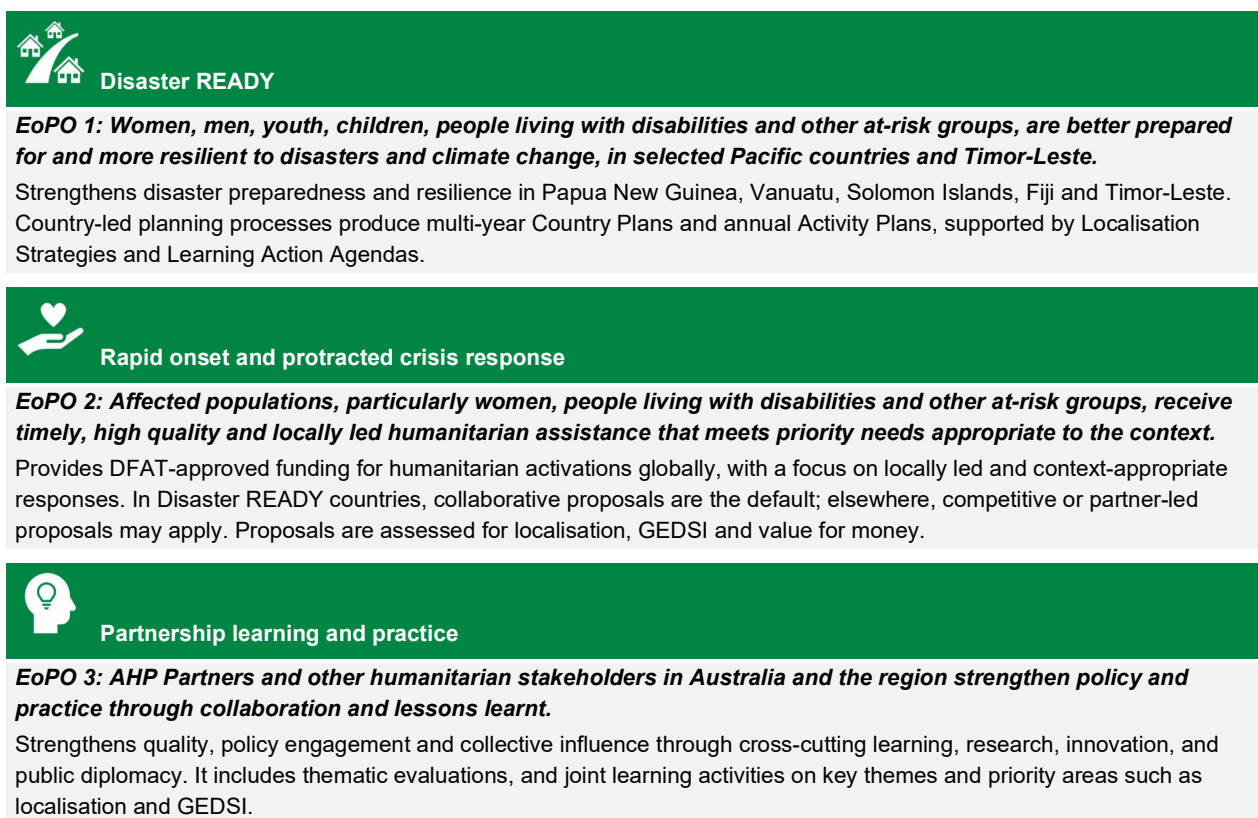 Disaster READY
EoPO 1: Women, men, youth, children, people living with disabilities and other at-risk groups, are better prepared
for and more resilient to disasters and climate change, in selected Pacific countries and Timor-Leste.
Strengthens disaster preparedness and resilience in Papua New Guinea, Vanuatu, Solomon Islands, Fiji and Timor-Leste.
Country-led planning processes produce multi-year Country Plans and annual Activity Plans, supported by Localisation
Strategies and Learning Action Agendas.
Rapid onset and protracted crisis response
EoPO 2: Affected populations, particularly women, people living with disabilities and other at-risk groups, receive
timely, high quality and locally led humanitarian assistance that meets priority needs appropriate to the context.
Provides DFAT-approved funding for humanitarian activations globally, with a focus on locally led and context-appropriate
responses. In Disaster READY countries, collaborative proposals are the default; elsewhere, competitive or partner-led
proposals may apply. Proposals are assessed for localisation, GEDSI and value for money.
Partnership learning and practice
EoPO 3: AHP Partners and other humanitarian stakeholders in Australia and the region strengthen policy and
practice through collaboration and lessons learnt.
Strengthens quality, policy engagement and collective influence through cross-cutting learning, research, innovation, and
public diplomacy. It includes thematic evaluations, and joint learning activities on key themes and priority areas such as
localisation and GEDSI.